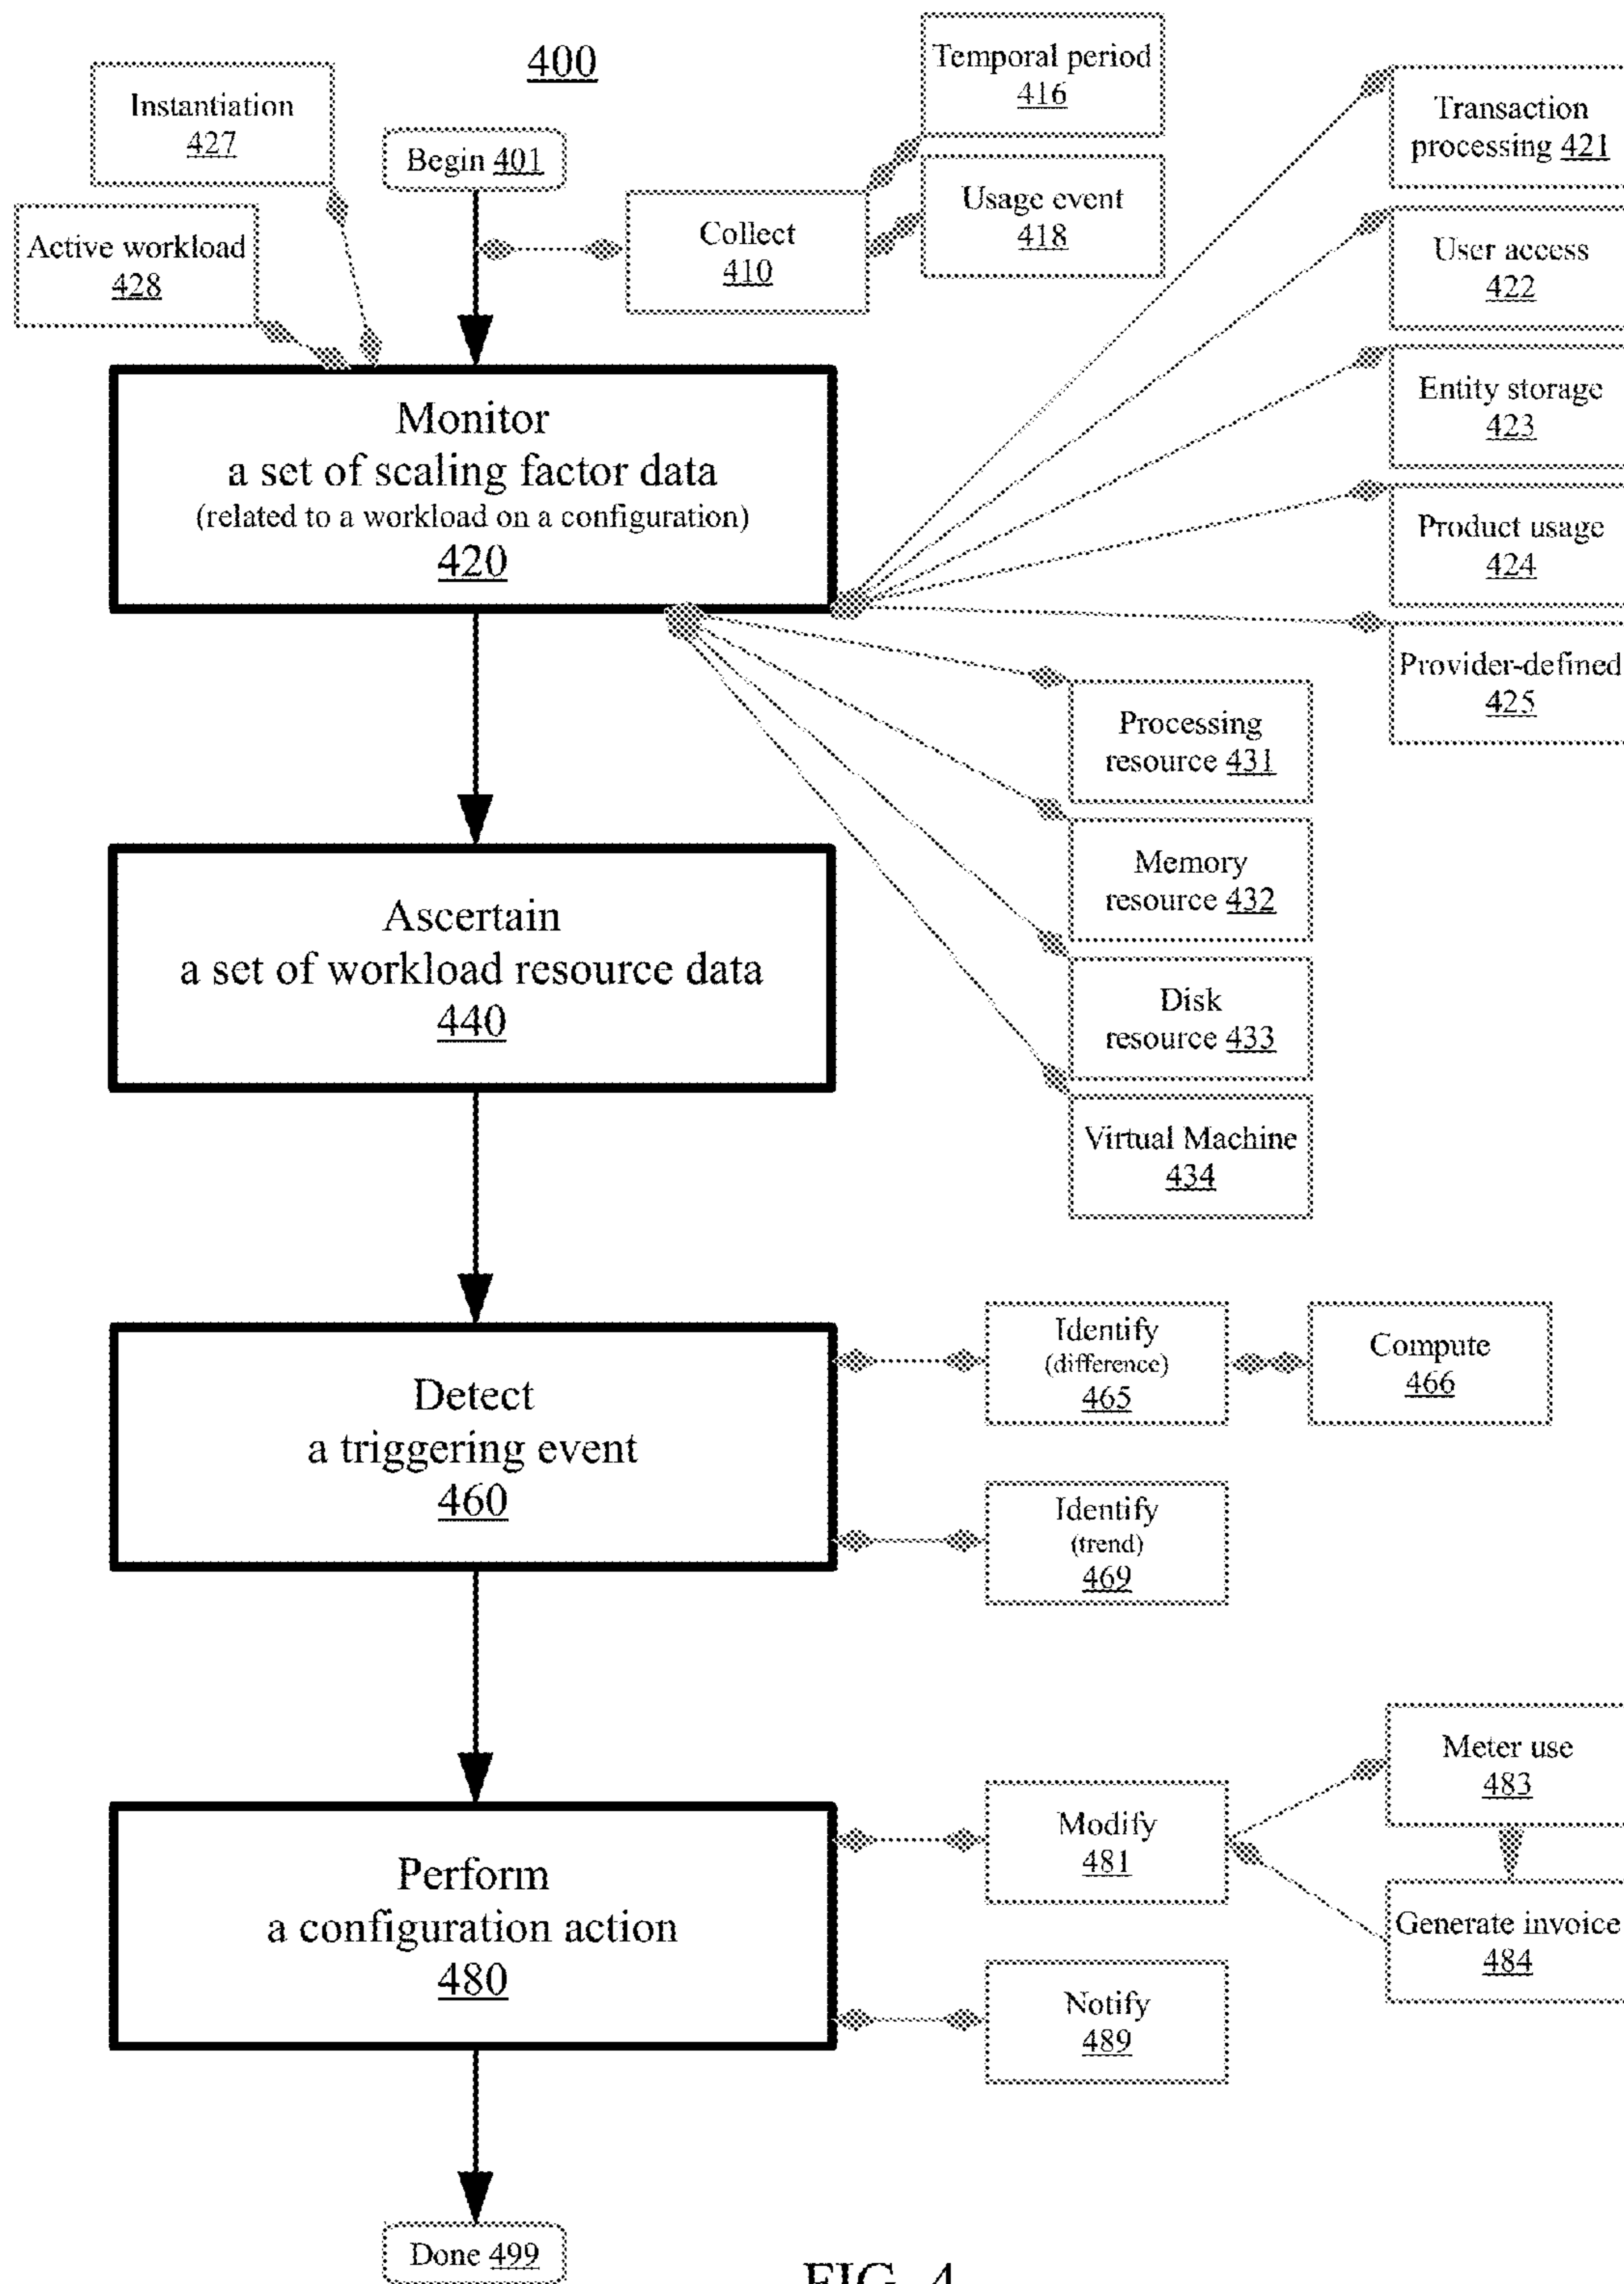 400
Temporal period
416
Instantiation
427
Begin 401
Transaction
processing 421
Usage event
418
Collect
410
Active workload
428
User access
422
Monitor
a set of scaling factor data
(related to a workload on a configuration)
420
Entity storage
423
Product usage
424
Provider-defined
425
Processing
resource 431
Memory
resource 432
Disk
resource 433
Virtual Machine
434
Ascertain
a set of workload resource data
440
Detect
a triggering event
460
Identify
(difference)
465
Compute
466
Identify
(trend)
469
Perform
a configuration action
480
Modify
481
Meter use
483
Generate invoice
484
Notify
489
Done 499
FIG. 4